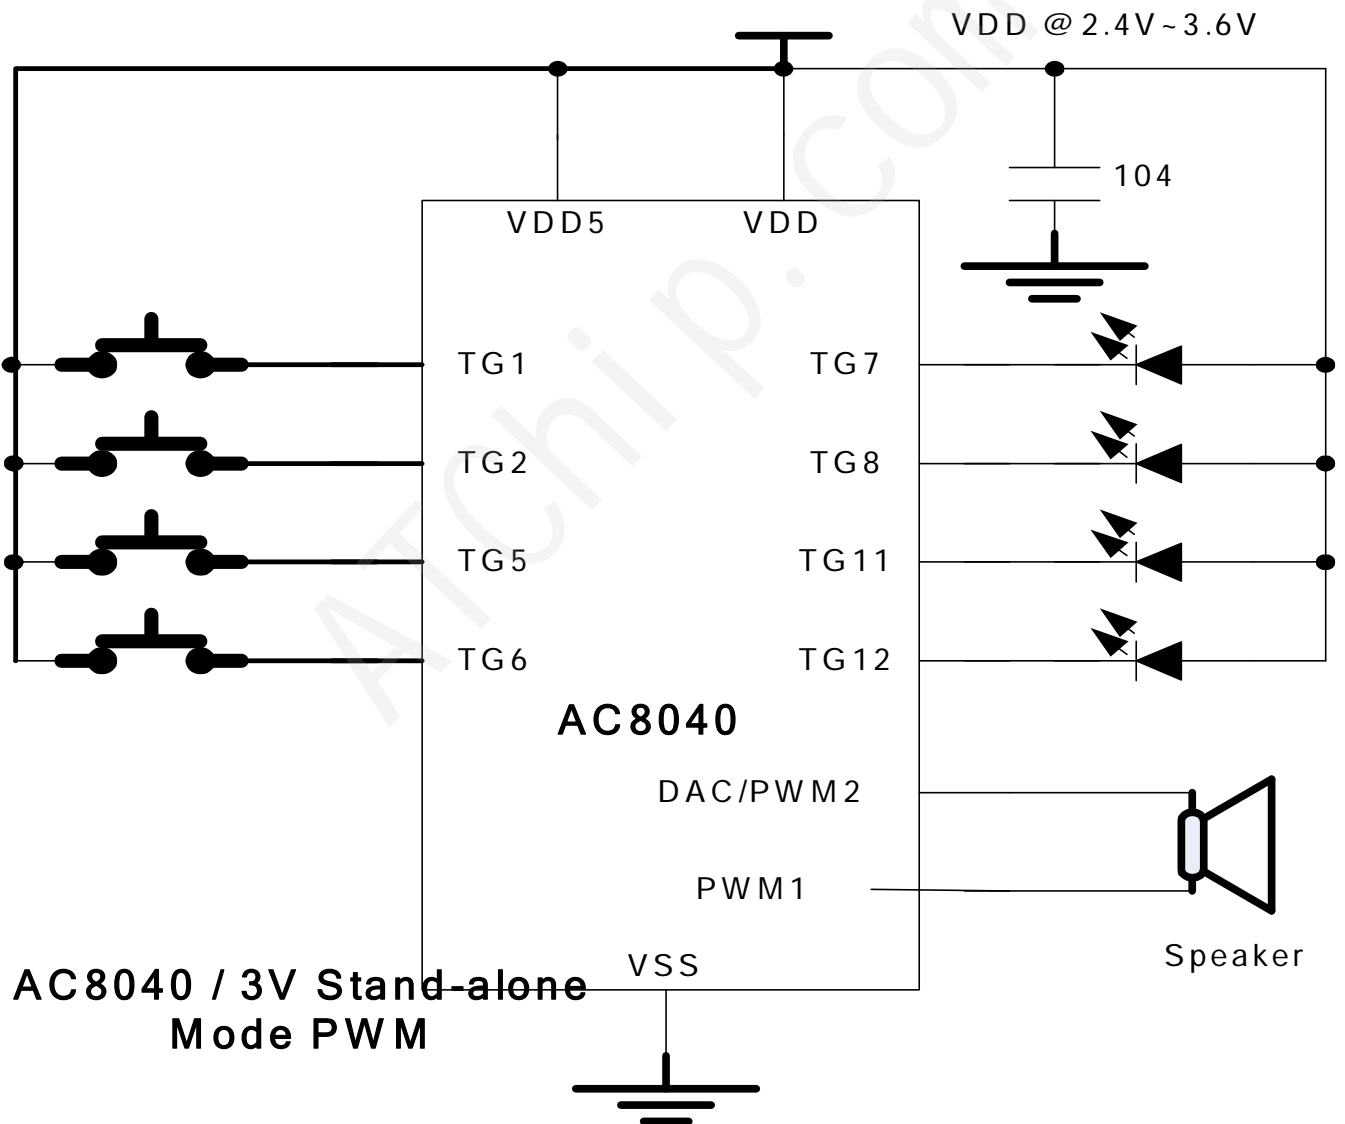 VDD @ 2.4V~3.6V
104
VDD5 VDD
TG1 TG7
TG2 TG8
TG5 TG11
TG6 TG12
AC8040
DAC/PWM2
PWM1
Speaker
VSS
AC8040 / 3V Stand-alone
Mode PWM
ATChip.com